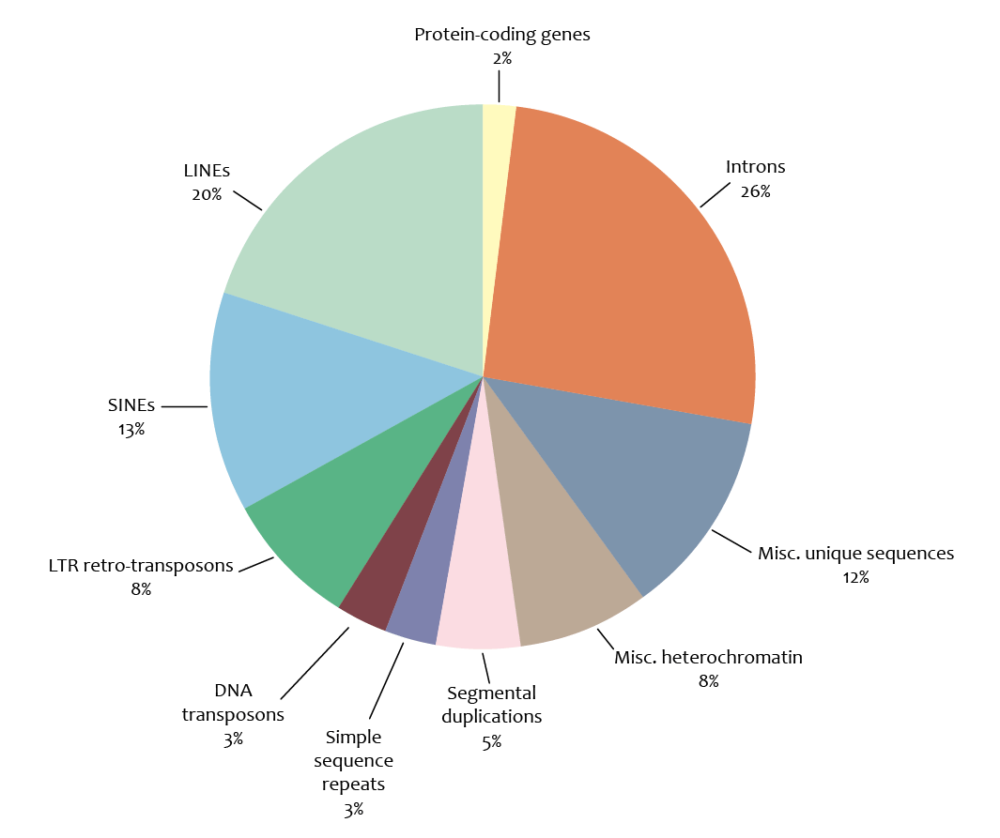 Protein-coding genes
2%
Introns
26%
Misc. unique sequences
12%
Misc. heterochromatin
8%
Segmental
duplications
5%
Simple
sequence
repeats
3%
DNA
transposons
3%
LTR retro-transposons
8%
SINEs
13%
LINEs
20%